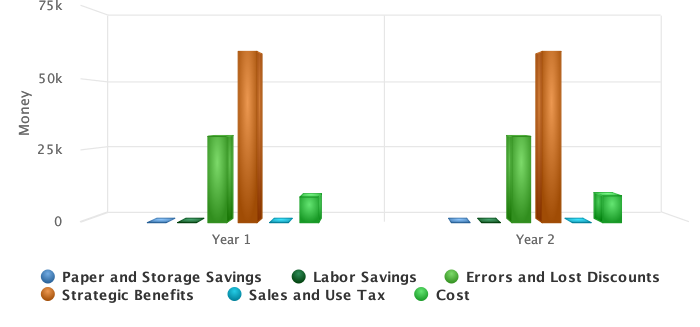 75k
50k
25k
0
Money
Year 1
Year 2
Paper and Storage Savings
Labor Savings
Errors and Lost Discounts
Strategic Benefits
Sales and Use Tax
Cost